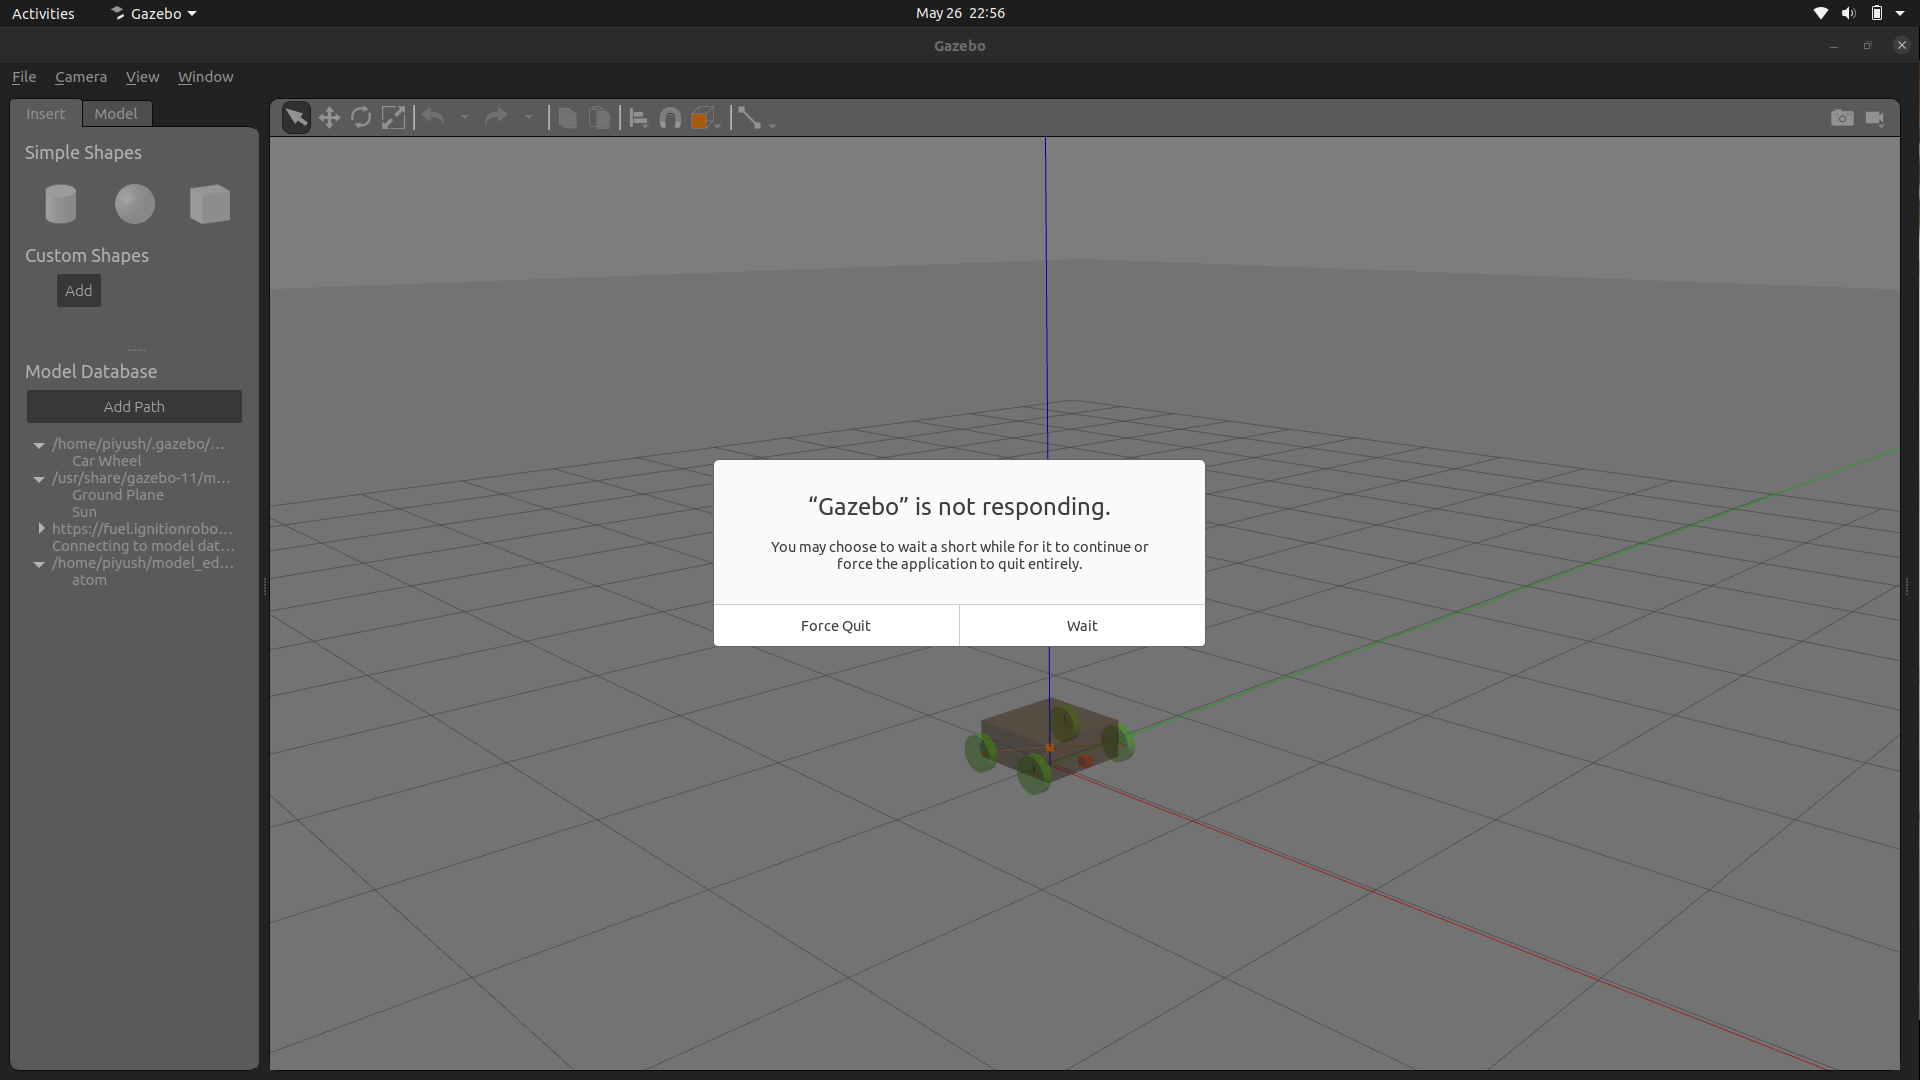 Activities
Gazebo
May 26 22:56
Gazebo
File Camera View Window
Insert Model
Simple Shapes
Custom Shapes
Add
Model Database
Add Path
/home/piyush/.gazebo/...
Car Wheel
/usr/share/gazebo-11/m...
Ground Plane
Sun
https://fuel.ignitionrobo...
Connecting to model dat...
/home/piyush/model_ed...
atom
“Gazebo” is not responding.
You may choose to wait a short while for it to continue or
force the application to quit entirely.
Force Quit
Wait